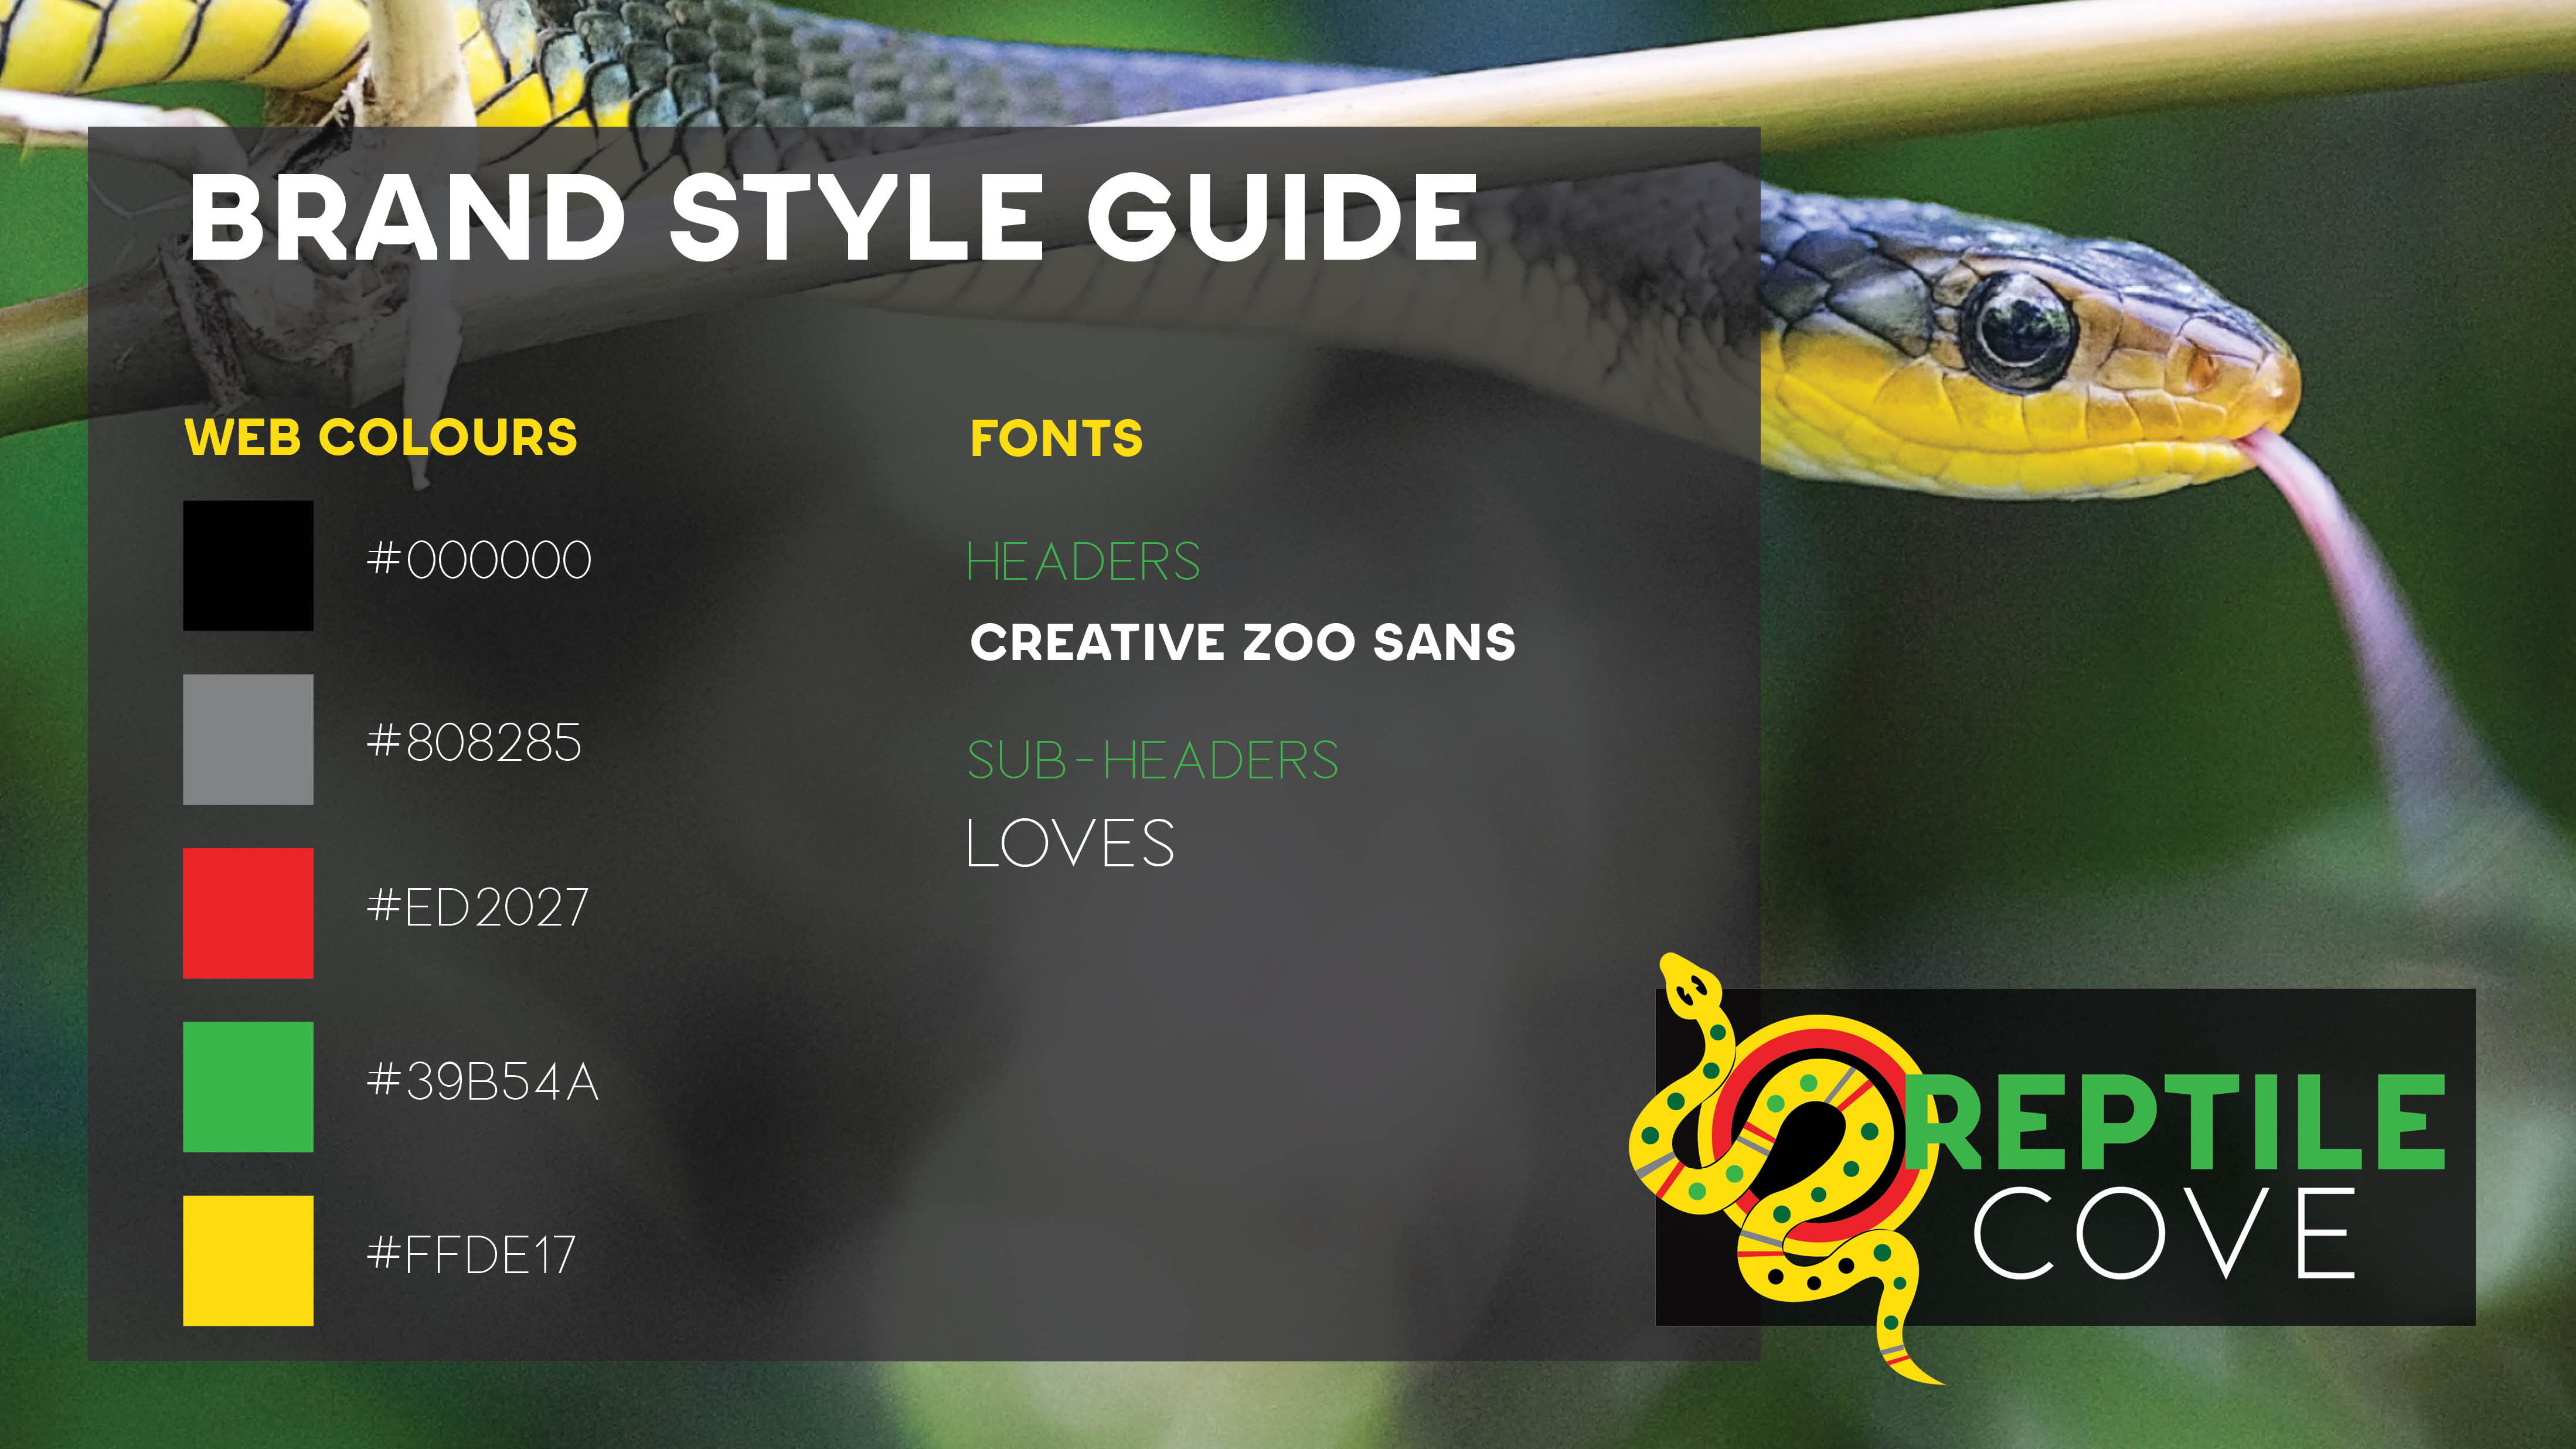 BRAND STYLE GUIDE
WEB COLOURS
#000000
#808285
#ED2027
#39B54A
#FFDE17
FONTS
HEADERS
CREATIVE ZOO SANS
SUB-HEADERS
LOVES
REPTILE
COVE